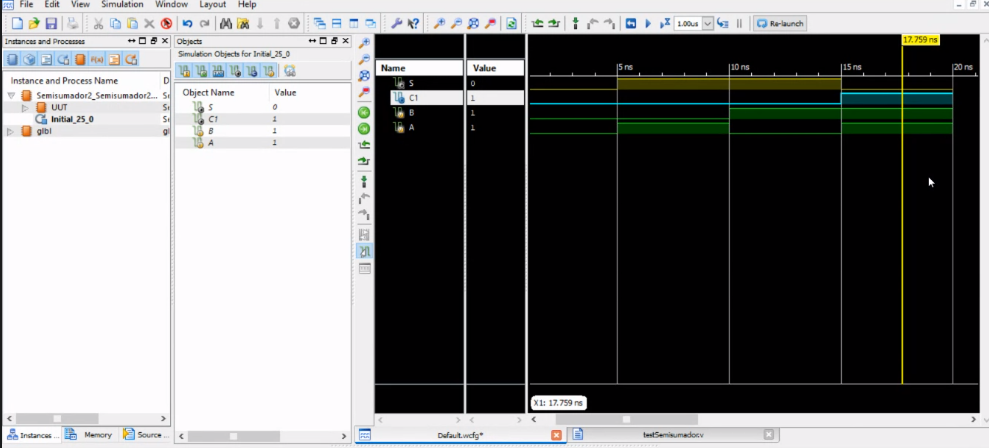 File Edit View Simulation Window Layout Help
1.00us Re-launch
Instances and Processes
Instance and Process Name D
Semisumador2_Semisumador2... Sr
UUT Sr
Initial_25_0 Sr
glbl gl
Instances ... Memory Source ...
Objects
Simulation Objects for Initial_25_0
Object Name Value
S 0
C1 1
B 1
A 1
Name Value
S 0
C1 1
B 1
A 1
17.759 ns
5 ns 10 ns 15 ns 20 ns
X1: 17.759 ns
Default.wcfg* testSemisumador.v